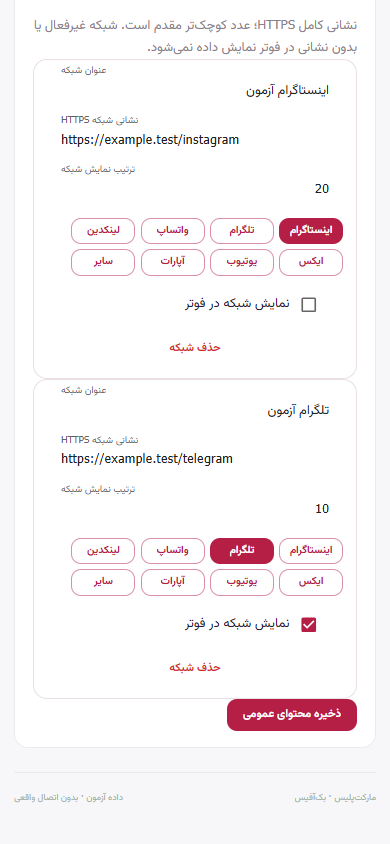 نشانی کامل HTTPS؛ عدد کوچک‌تر مقدم است. شبکه غیرفعال یا
بدون نشانی در فوتر نمایش داده نمی‌شود.
عنوان شبکه
اینستاگرام آزمون
نشانی شبکه HTTPS
https://example.test/instagram
ترتیب نمایش شبکه
20
اینستاگرام تلگرام واتساپ لینکدین
ایکس یوتیوب آپارات سایر
نمایش شبکه در فوتر
حذف شبکه
عنوان شبکه
تلگرام آزمون
نشانی شبکه HTTPS
https://example.test/telegram
ترتیب نمایش شبکه
10
اینستاگرام تلگرام واتساپ لینکدین
ایکس یوتیوب آپارات سایر
نمایش شبکه در فوتر
حذف شبکه
ذخیره محتوای عمومی
مارکت‌پلیس • بک‌آفیس
داده آزمون • بدون اتصال واقعی